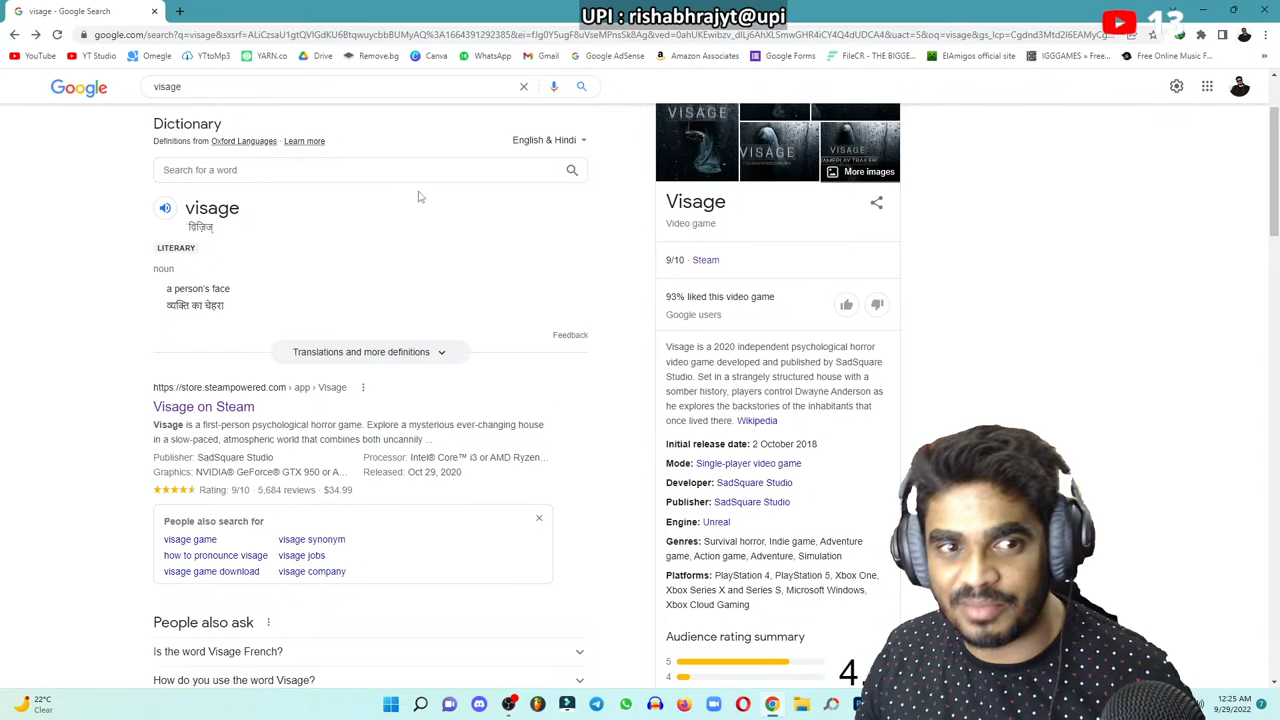 UPI : rishabhrajyt@upi
13
visage - Google Search
YouTube YT Studio Omegle YTtoMp3 YARN.co Drive Remove.bg Canva WhatsApp Gmail Google AdSense Amazon Associates Google Forms FileCR – THE BIGGE... ElAmigos official site IGGGAMES » Free... Free Online Music F...
Google
visage
Dictionary
Definitions from Oxford Languages · Learn more
English & Hindi
Search for a word
visage
LITERARY
noun
a person's face
व्यक्ति का चेहरा
Feedback
Translations and more definitions
https://store.steampowered.com › app › Visage
Visage on Steam
Visage is a first-person psychological horror game. Explore a mysterious ever-changing house
in a slow-paced, atmospheric world that combines both uncannily ...
Publisher: SadSquare Studio Processor: Intel® Core™ i3 or AMD Ryzen...
Graphics: NVIDIA® GeForce® GTX 950 or A... Released: Oct 29, 2020
Rating: 9/10 · 5,684 reviews · $34.99
People also search for
visage game visage synonym
how to pronounce visage visage jobs
visage game download visage company
People also ask
Is the word Visage French?
How do you use the word Visage?
VISAGE
VISAGE
VISAGE
GAMEPLAY TRAILER
More images
Visage
Video game
9/10 · Steam
93% liked this video game
Google users
Visage is a 2020 independent psychological horror
video game developed and published by SadSquare
Studio. Set in a strangely structured house with a
somber history, players control Dwayne Anderson as
he explores the backstories of the inhabitants that
once lived there. Wikipedia
Initial release date: 2 October 2018
Mode: Single-player video game
Developer: SadSquare Studio
Publisher: SadSquare Studio
Engine: Unreal
Genres: Survival horror, Indie game, Adventure
game, Action game, Adventure, Simulation
Platforms: PlayStation 4, PlayStation 5, Xbox One,
Xbox Series X and Series S, Microsoft Windows,
Xbox Cloud Gaming
Audience rating summary
5
4
4.
22°C
Clear
12:25 AM
9/29/2022